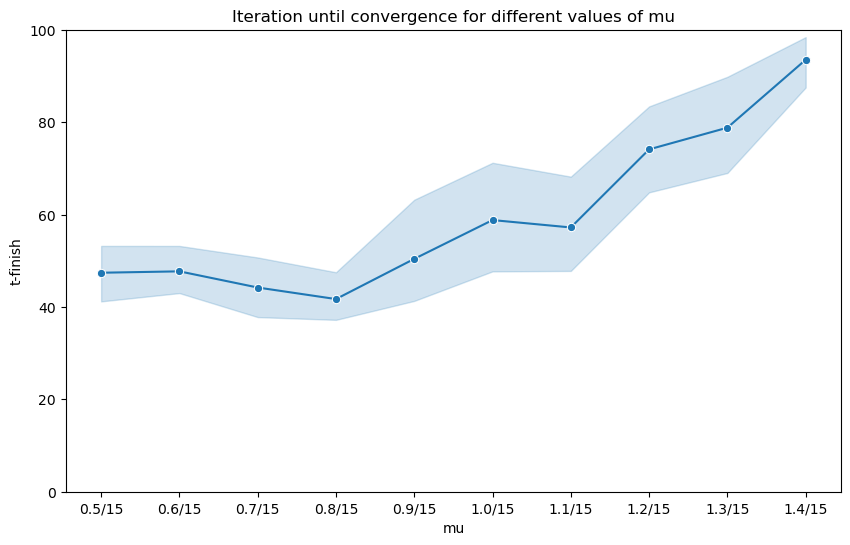 Iteration until convergence for different values of mu
100
80
60
40
20
0
t-finish
0.5/15 0.6/15 0.7/15 0.8/15 0.9/15 1.0/15 1.1/15 1.2/15 1.3/15 1.4/15
mu